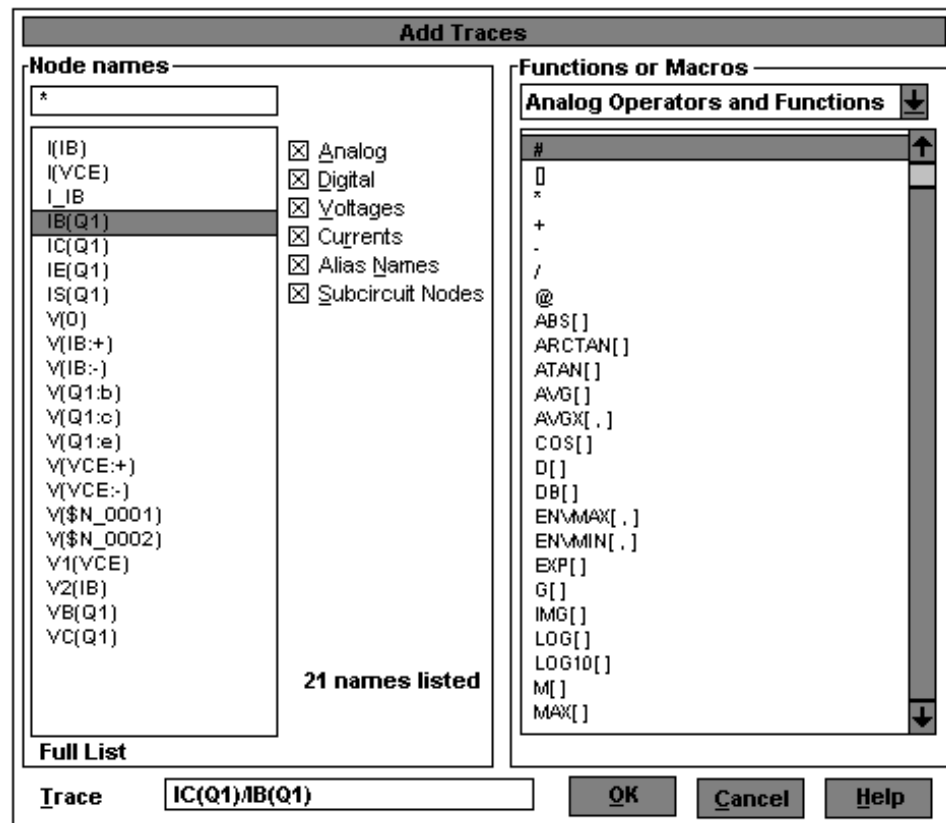 Add Traces
Node names
*
I(IB)
I(VCE)
I_IB
IB(Q1)
IC(Q1)
IE(Q1)
IS(Q1)
V(0)
V(IB:+)
V(IB:-)
V(Q1:b)
V(Q1:c)
V(Q1:e)
V(VCE:+)
V(VCE:-)
V($N_0001)
V($N_0002)
V1(VCE)
V2(IB)
VB(Q1)
VC(Q1)
Analog
Digital
Voltages
Currents
Alias Names
Subcircuit Nodes
21 names listed
Full List
Functions or Macros
Analog Operators and Functions
#
()
*
+
-
/
@
ABS[ ]
ARCTAN[ ]
ATAN[ ]
AVG[ ]
AVGX[ , ]
COS[ ]
D[ ]
DB[ ]
ENVMAX[ , ]
ENVMIN[ , ]
EXP[ ]
G[ ]
IMG[ ]
LOG[ ]
LOG10[ ]
M[ ]
MAX[ ]
Trace
IC(Q1)/IB(Q1)
OK
Cancel
Help